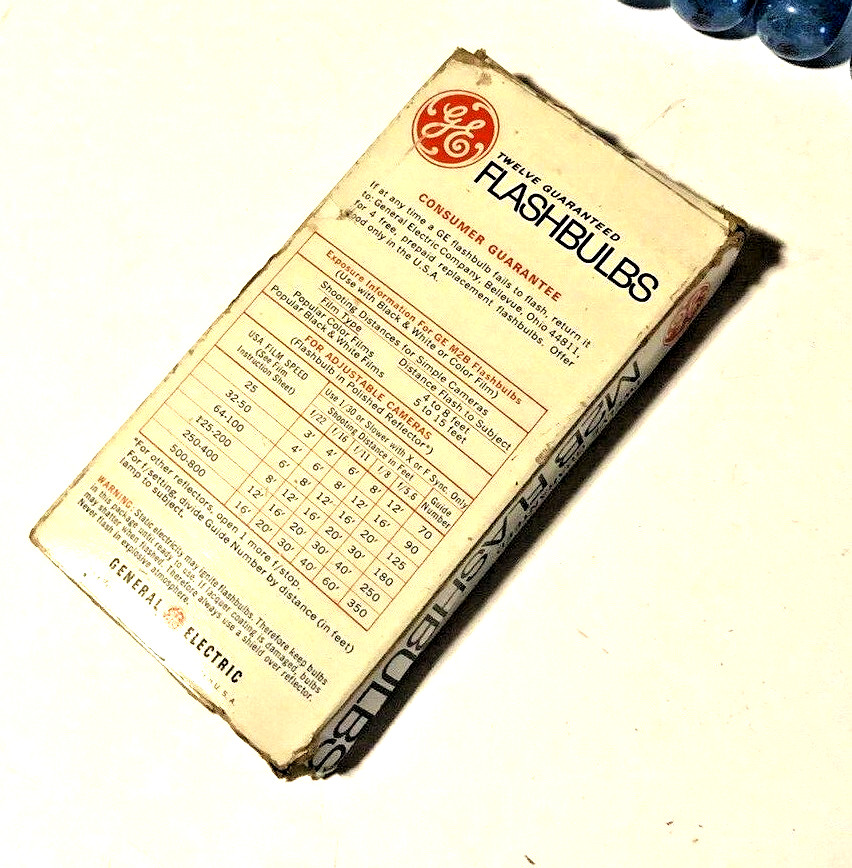 GE
TWELVE GUARANTEED
FLASHBULBS
CONSUMER GUARANTEE
If at any time a GE flashbulb fails to flash, return it
to: General Electric Company, Bellevue, Ohio 44811,
for 4 free, prepaid replacement flashbulbs. Offer
ood only in the U.S.A.
Exposure Information For GE M2B Flashbulbs
(Use with Black & White or Color Film)
Shooting Distances for Simple Cameras
Film Type Distance Flash to Subject
Popular Color Films 4 to 8 feet
Popular Black & White Films 5 to 15 feet
FOR ADJUSTABLE CAMERAS
(Flashbulb in Polished Reflector*)
USA FILM SPEED
(See Film
Instruction Sheet)
Use 1/30 or Slower with X or F Sync. Only
Shooting Distance in Feet
f/22 f/16 f/11 f/8 f/5.6 Guide Number
25 3' 4' 6' 8' 12' 70
32-50 4' 6' 8' 12' 16' 90
64-100 6' 8' 12' 16' 20' 125
125-200 8' 12' 16' 20' 30' 180
250-400 12' 16' 20' 30' 40' 250
500-800 16' 20' 30' 40' 60' 350
*For other reflectors, open 1 more f/stop.
For f/setting, divide Guide Number by distance (in feet)
lamp to subject.
WARNING: Static electricity may ignite flashbulbs. Therefore keep bulbs
in this package until ready to use. If lacquer coating is damaged, bulbs
may shatter when flashed. Therefore always use a shield over reflector.
Never flash in explosive atmosphere.
GENERAL GE ELECTRIC
U.S.A.
GE
M2B FLASHBULBS